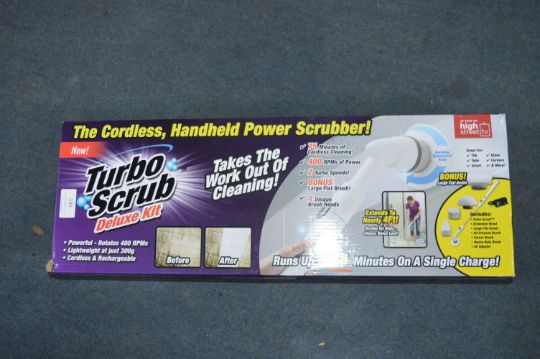 The Cordless, Handheld Power Scrubber!
New!
Turbo
Scrub
Deluxe Kit
• Powerful - Rotates 400 RPMs
• Lightweight at just 300g
• Cordless & Rechargeable
Takes The
Work Out Of
Cleaning!
Before
After
Minutes of
Cordless Cleaning!
400 RPMs of Power
2 Turbo Speeds!
BONUS
Large Flat Brush!
4 Unique
Brush Heads
Extends To
Nearly 4Ft!
high
street tv
Great For:
BONUS!
Large Flat Brush
Includes:
Runs Up Minutes On A Single Charge!